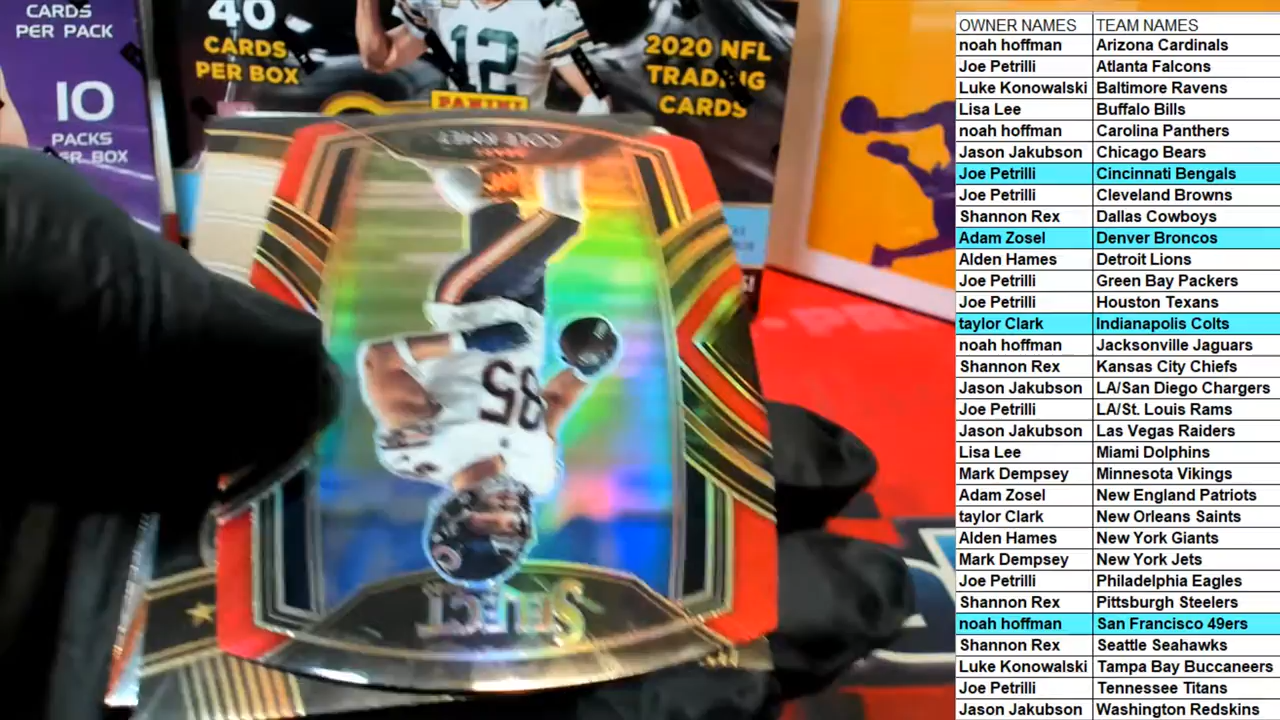 CARDS
PER PACK
10
PACKS
PER BOX
40
CARDS
PER BOX
12
2020 NFL
TRADING
CARDS
PANINI
COLE KMET
85
SELECT
OWNER NAMES TEAM NAMES
noah hoffman Arizona Cardinals
Joe Petrilli Atlanta Falcons
Luke Konowalski Baltimore Ravens
Lisa Lee Buffalo Bills
noah hoffman Carolina Panthers
Jason Jakubson Chicago Bears
Joe Petrilli Cincinnati Bengals
Joe Petrilli Cleveland Browns
Shannon Rex Dallas Cowboys
Adam Zosel Denver Broncos
Alden Hames Detroit Lions
Joe Petrilli Green Bay Packers
Joe Petrilli Houston Texans
taylor Clark Indianapolis Colts
noah hoffman Jacksonville Jaguars
Shannon Rex Kansas City Chiefs
Jason Jakubson LA/San Diego Chargers
Joe Petrilli LA/St. Louis Rams
Jason Jakubson Las Vegas Raiders
Lisa Lee Miami Dolphins
Mark Dempsey Minnesota Vikings
Adam Zosel New England Patriots
taylor Clark New Orleans Saints
Alden Hames New York Giants
Mark Dempsey New York Jets
Joe Petrilli Philadelphia Eagles
Shannon Rex Pittsburgh Steelers
noah hoffman San Francisco 49ers
Shannon Rex Seattle Seahawks
Luke Konowalski Tampa Bay Buccaneers
Joe Petrilli Tennessee Titans
Jason Jakubson Washington Redskins